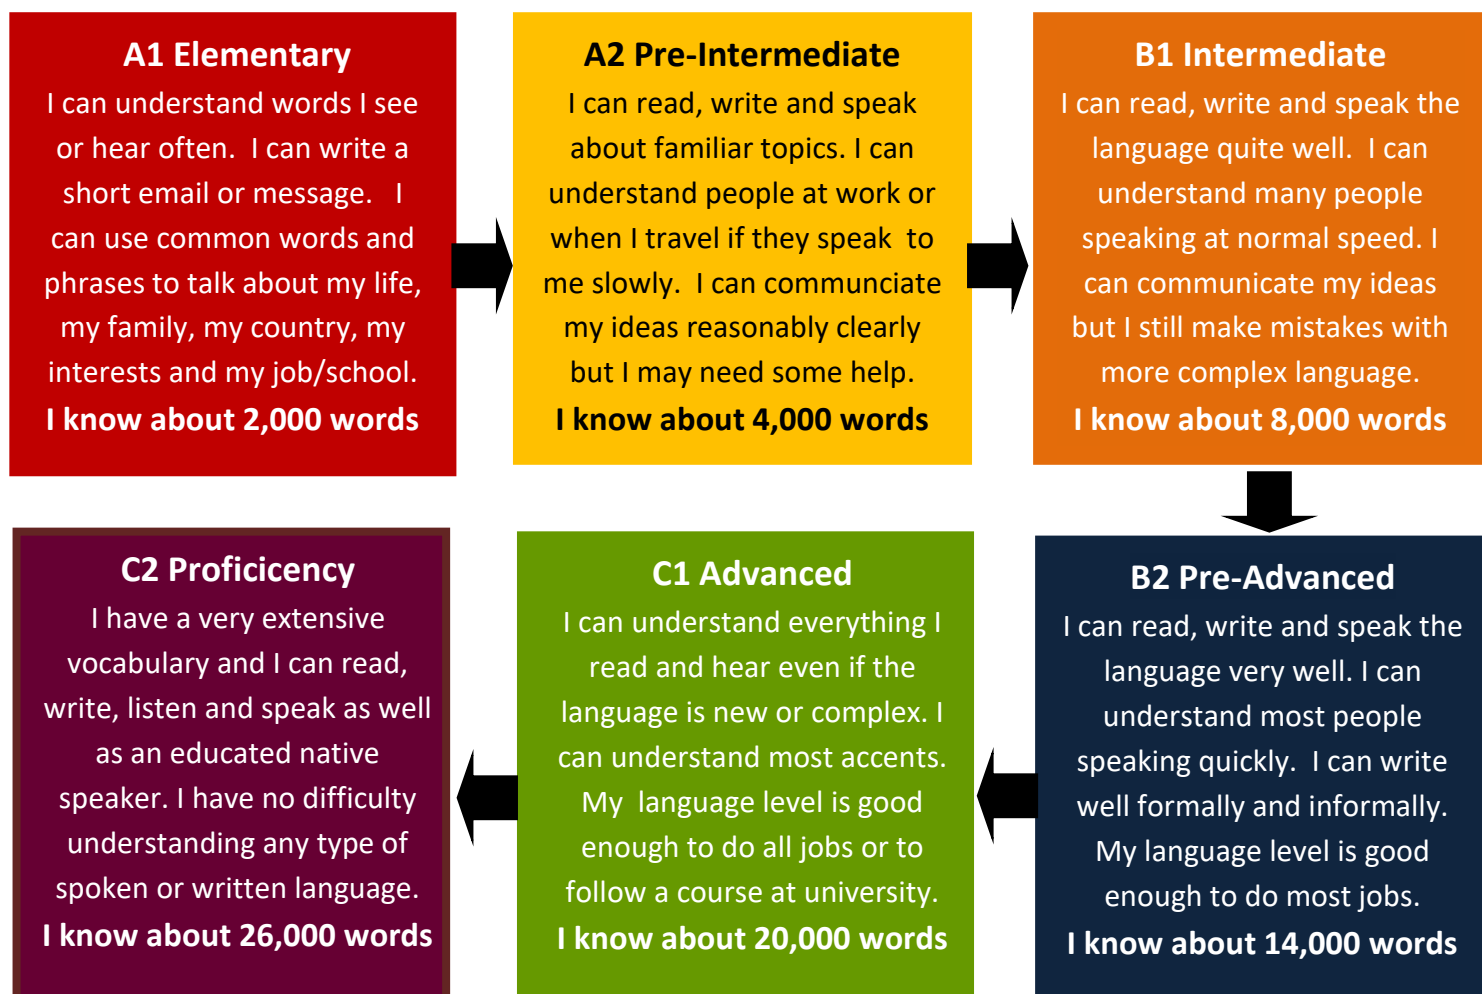 A1 Elementary
I can understand words I see
or hear often.  I can write a
short email or message.   I
can use common words and
phrases to talk about my life,
my family, my country, my
interests and my job/school.
I know about 2,000 words
A2 Pre-Intermediate
I can read, write and speak
about familiar topics. I can
understand people at work or
when I travel if they speak  to
me slowly.  I can communciate
my ideas reasonably clearly
but I may need some help.
I know about 4,000 words
B1 Intermediate
I can read, write and speak the
language quite well.  I can
understand many people
speaking at normal speed. I
can communicate my ideas
but I still make mistakes with
more complex language.
I know about 8,000 words
B2 Pre-Advanced
I can read, write and speak the
language very well. I can
understand most people
speaking quickly.  I can write
well formally and informally.
My language level is good
enough to do most jobs.
I know about 14,000 words
C1 Advanced
I can understand everything I
read and hear even if the
language is new or complex. I
can understand most accents.
My  language level is good
enough to do all jobs or to
follow a course at university.
I know about 20,000 words
C2 Proficicency
I have a very extensive
vocabulary and I can read,
write, listen and speak as well
as an educated native
speaker. I have no difficulty
understanding any type of
spoken or written language.
I know about 26,000 words